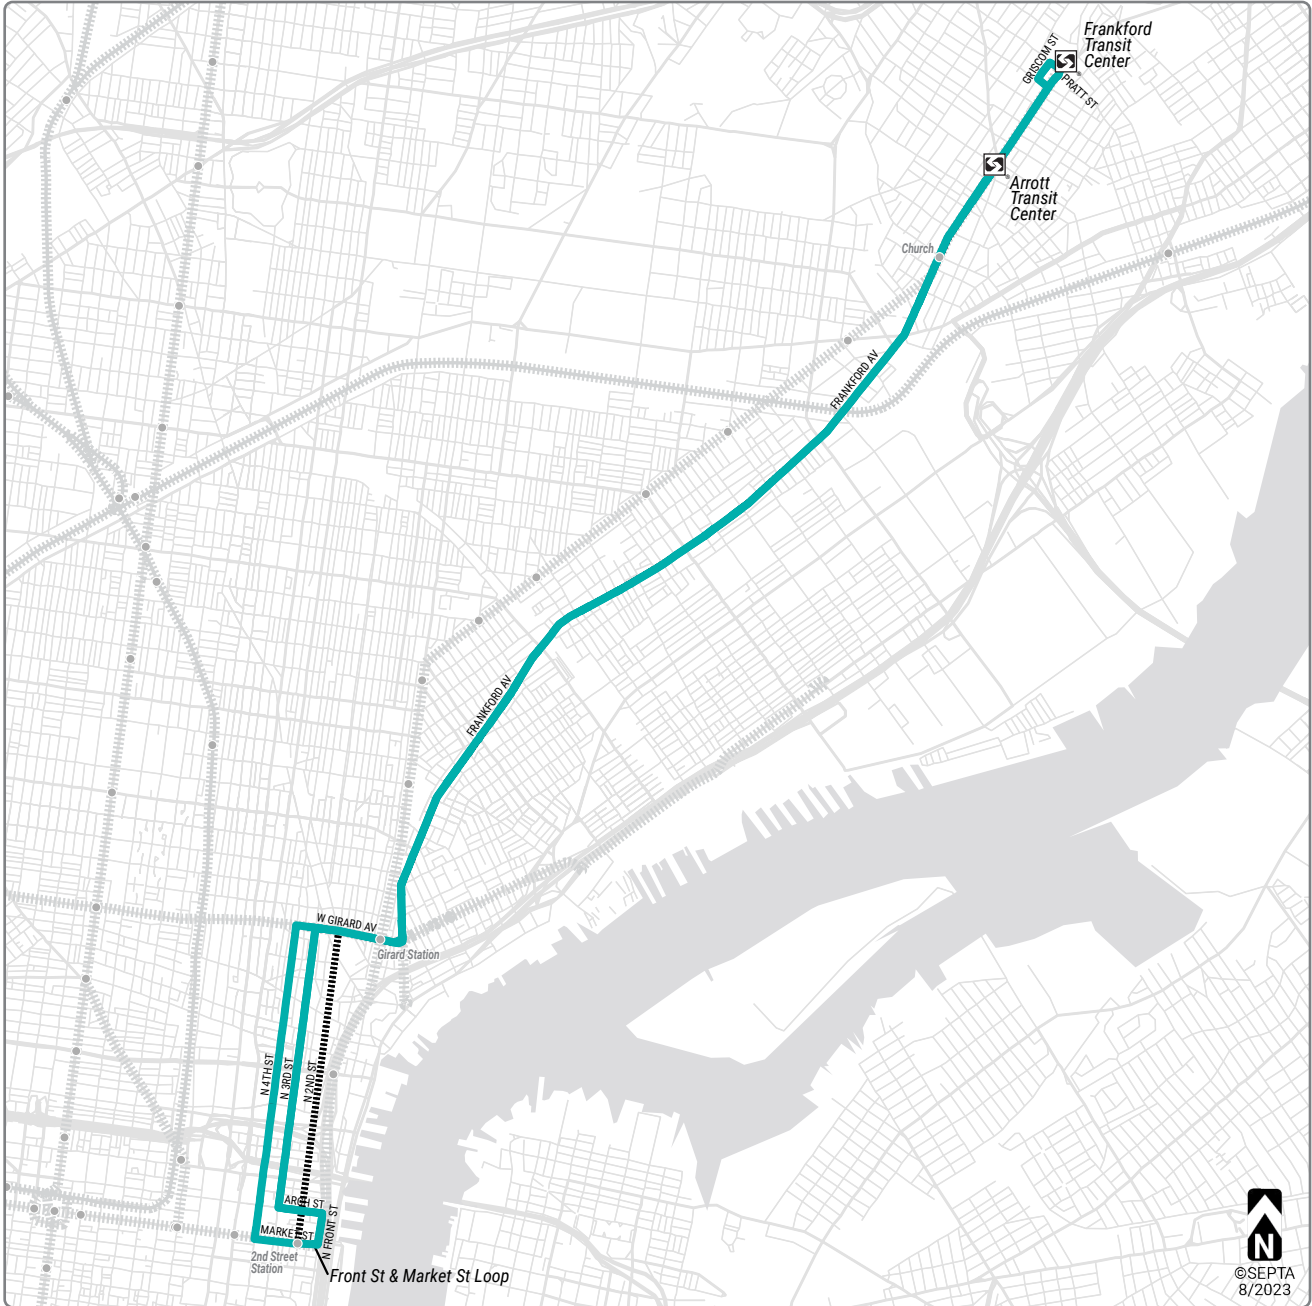 Frankford
Transit
Center
GRISCOM ST
PRATT ST
Arrott
Transit
Center
Church
FRANKFORD AV
FRANKFORD AV
W GIRARD AV
Girard Station
N 4TH ST
N 3RD ST
N 2ND ST
ARCH ST
MARKET ST
N FRONT ST
2nd Street
Station
Front St & Market St Loop
N
©SEPTA
8/2023